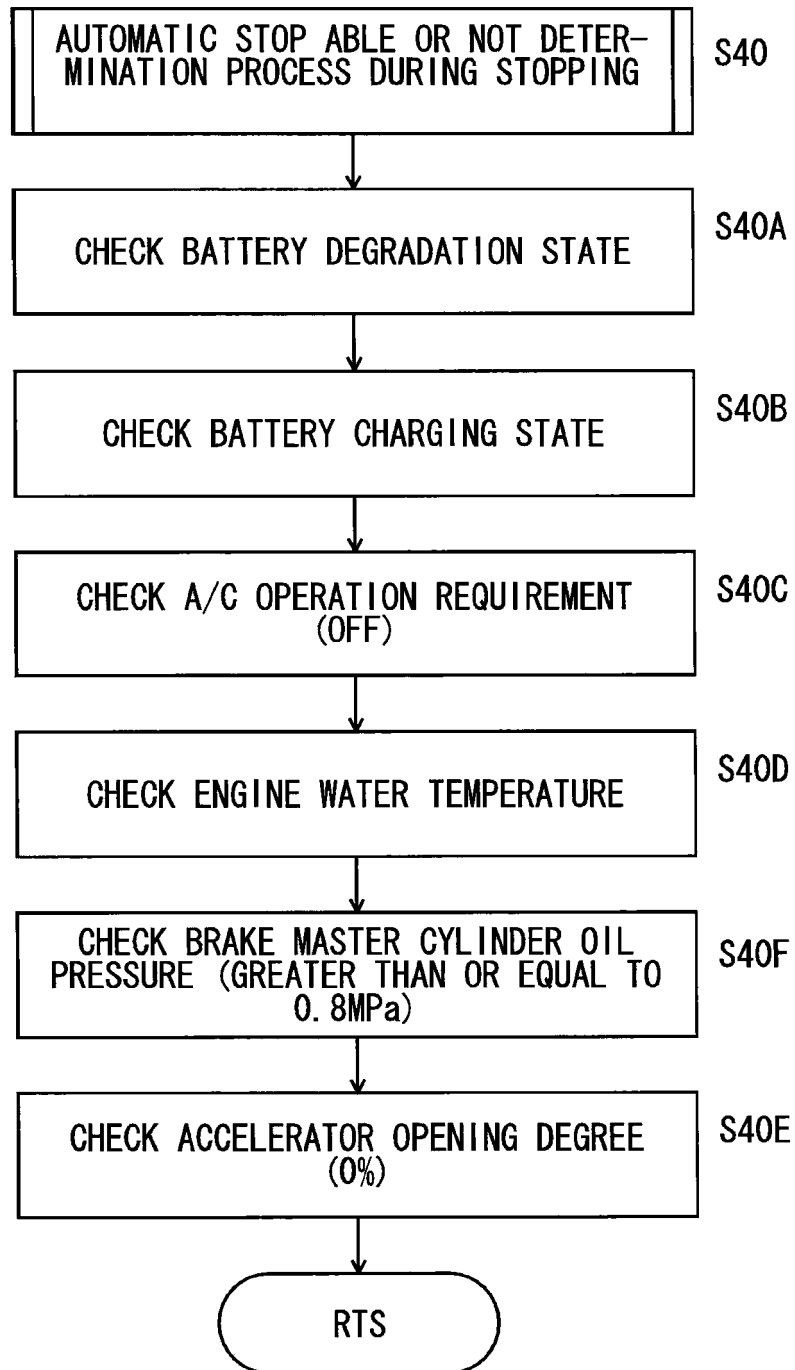 AUTOMATIC STOP ABLE OR NOT DETER-
MINATION PROCESS DURING STOPPING
S40
CHECK BATTERY DEGRADATION STATE
S40A
CHECK BATTERY CHARGING STATE
S40B
CHECK A/C OPERATION REQUIREMENT
(OFF)
S40C
CHECK ENGINE WATER TEMPERATURE
S40D
CHECK BRAKE MASTER CYLINDER OIL
PRESSURE (GREATER THAN OR EQUAL TO
0.8MPa)
S40F
CHECK ACCELERATOR OPENING DEGREE
(0%)
S40E
RTS